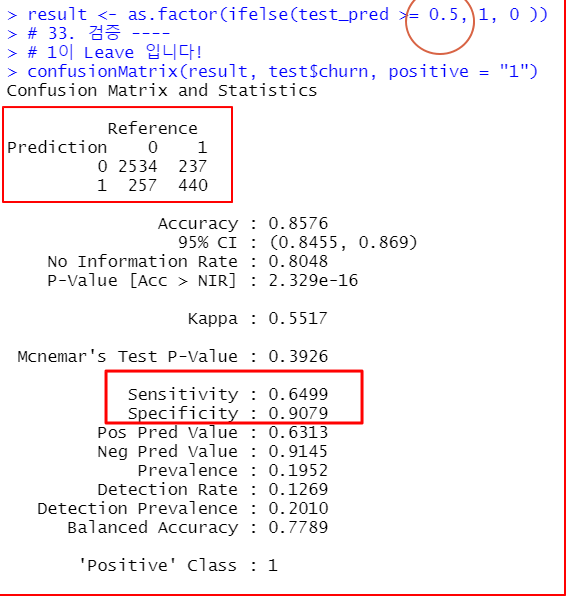 > result <- as.factor(ifelse(test_pred >= 0.5, 1, 0 ))
> # 33. 검증 ----
> # 1이 Leave 입니다!
> confusionMatrix(result, test$churn, positive = "1")
Confusion Matrix and Statistics
Reference
Prediction 0 1
0 2534 237
1 257 440
Accuracy : 0.8576
95% CI : (0.8455, 0.869)
No Information Rate : 0.8048
P-Value [Acc > NIR] : 2.329e-16
Kappa : 0.5517
Mcnemar's Test P-Value : 0.3926
Sensitivity : 0.6499
Specificity : 0.9079
Pos Pred Value : 0.6313
Neg Pred Value : 0.9145
Prevalence : 0.1952
Detection Rate : 0.1269
Detection Prevalence : 0.2010
Balanced Accuracy : 0.7789
'Positive' Class : 1